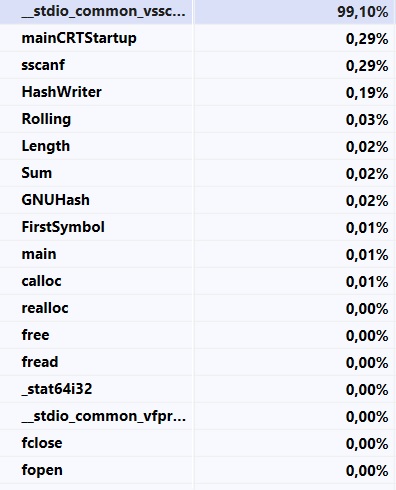 __stdio_common_vssc... 99,10%
mainCRTStartup 0,29%
sscanf 0,29%
HashWriter 0,19%
Rolling 0,03%
Length 0,02%
Sum 0,02%
GNUHash 0,02%
FirstSymbol 0,01%
main 0,01%
calloc 0,01%
realloc 0,00%
free 0,00%
fread 0,00%
_stat64i32 0,00%
__stdio_common_vfpr... 0,00%
fclose 0,00%
fopen 0,00%